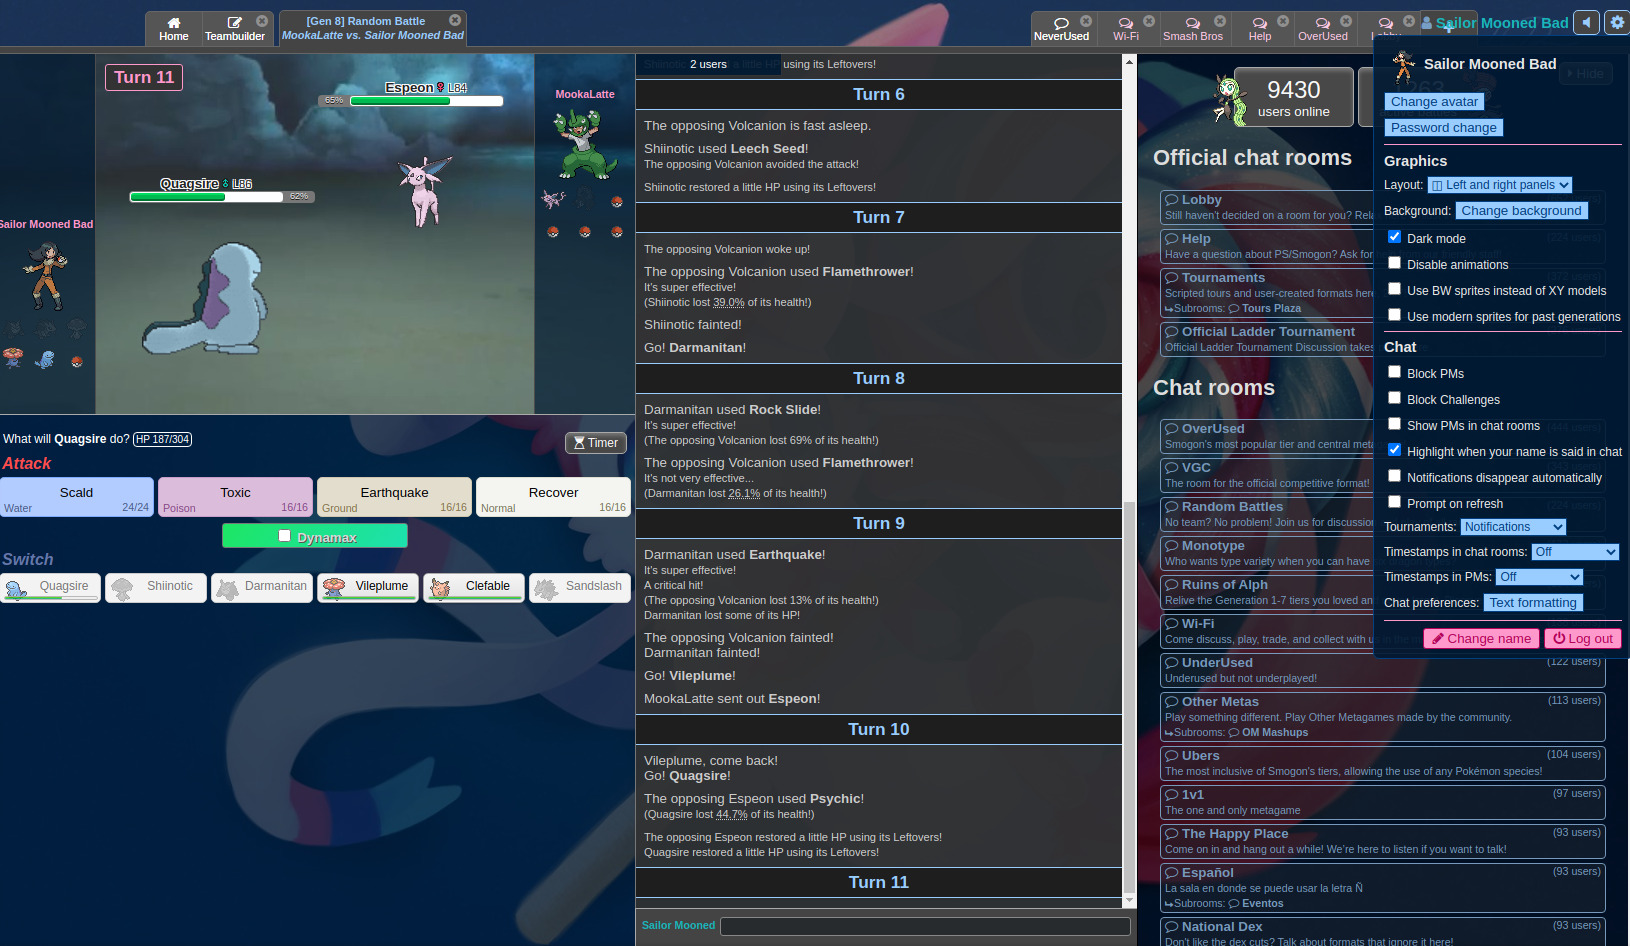 Home
Teambuilder
[Gen 8] Random Battle
MookaLatte vs. Sailor Mooned Bad
NeverUsed
Wi-Fi
Smash Bros
Help
OverUsed
Sailor Mooned Bad
Turn 11
Espeon ♀ L84
65%
Quagsire ♂ L86
62%
MookaLatte
Sailor Mooned Bad
What will Quagsire do? HP 187/304
Timer
Attack
Scald
Water 24/24
Toxic
Poison 16/16
Earthquake
Ground 16/16
Recover
Normal 16/16
Dynamax
Switch
Quagsire
Shiinotic
Darmanitan
Vileplume
Clefable
Sandslash
2 users
using its Leftovers!
Turn 6
The opposing Volcanion is fast asleep.
Shiinotic used Leech Seed!
The opposing Volcanion avoided the attack!
Shiinotic restored a little HP using its Leftovers!
Turn 7
The opposing Volcanion woke up!
The opposing Volcanion used Flamethrower!
It's super effective!
(Shiinotic lost 39.0% of its health!)
Shiinotic fainted!
Go! Darmanitan!
Turn 8
Darmanitan used Rock Slide!
It's super effective!
(The opposing Volcanion lost 69% of its health!)
The opposing Volcanion used Flamethrower!
It's not very effective...
(Darmanitan lost 26.1% of its health!)
Turn 9
Darmanitan used Earthquake!
It's super effective!
A critical hit!
(The opposing Volcanion lost 13% of its health!)
Darmanitan lost some of its HP!
The opposing Volcanion fainted!
Darmanitan fainted!
Go! Vileplume!
MookaLatte sent out Espeon!
Turn 10
Vileplume, come back!
Go! Quagsire!
The opposing Espeon used Psychic!
(Quagsire lost 44.7% of its health!)
The opposing Espeon restored a little HP using its Leftovers!
Quagsire restored a little HP using its Leftovers!
Turn 11
Sailor Mooned
9430
users online
Official chat rooms
Lobby
Still haven't decided on a room for you?
Help
Have a question about PS/Smogon? Ask
Tournaments
Scripted tours and user-created formats here
Subrooms: Tours Plaza
Official Ladder Tournament
Official Ladder Tournament Discussion takes
Chat rooms
OverUsed
Smogon's most popular tier and central
VGC
The room for the official competitive format!
Random Battles
No team? No problem! Join us for discussion
Monotype
Who wants type variety when you can have
Ruins of Alph
Relive the Generation 1-7 tiers you loved
Wi-Fi
Come discuss, play, trade, and collect with
UnderUsed
(122 users)
Underused but not underplayed!
Other Metas
(113 users)
Play something different. Play Other Metagames made by the community.
Subrooms: OM Mashups
Ubers
(104 users)
The most inclusive of Smogon's tiers, allowing the use of any Pokémon species!
1v1
(97 users)
The one and only metagame
The Happy Place
(93 users)
Come on in and hang out a while! We're here to listen if you want to talk!
Español
(93 users)
La sala en donde se puede usar la letra Ñ
Subrooms: Eventos
National Dex
(93 users)
Don't like the dex cuts? Talk about formats that ignore it here!
Sailor Mooned Bad
Hide
Change avatar
Password change
Graphics
Layout: Left and right panels
Background: Change background
Dark mode
Disable animations
Use BW sprites instead of XY models
Use modern sprites for past generations
Chat
Block PMs
Block Challenges
Show PMs in chat rooms
Highlight when your name is said in chat
Notifications disappear automatically
Prompt on refresh
Tournaments: Notifications
Timestamps in chat rooms: Off
Timestamps in PMs: Off
Chat preferences: Text formatting
Change name
Log out